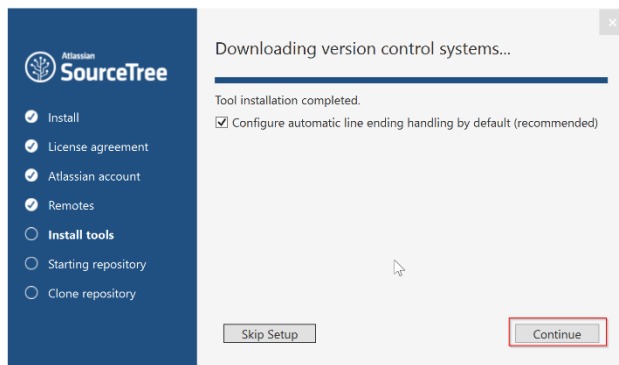 Atlassian
SourceTree
Install
License agreement
Atlassian account
Remotes
Install tools
Starting repository
Clone repository
Downloading version control systems...
Tool installation completed.
Configure automatic line ending handling by default (recommended)
Skip Setup
Continue